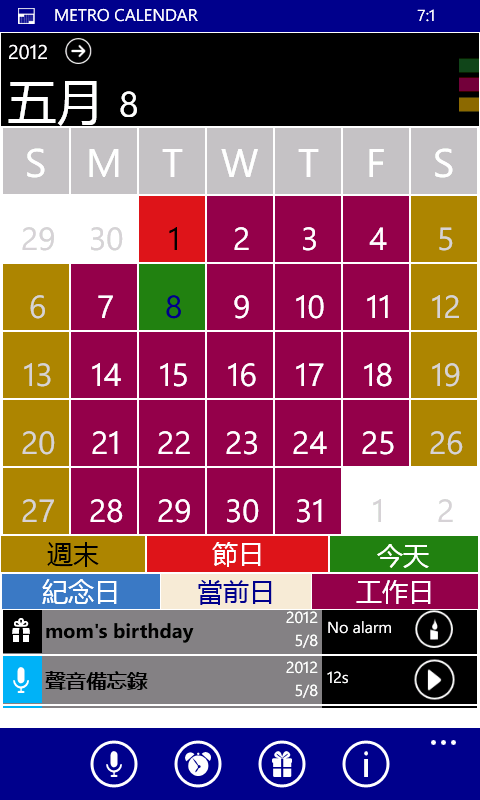 METRO CALENDAR 7:1
2012
五月 8
S M T W T F S
29 30 1 2 3 4 5
6 7 8 9 10 11 12
13 14 15 16 17 18 19
20 21 22 23 24 25 26
27 28 29 30 31 1 2
週末 節日 今天
紀念日 當前日 工作日
mom's birthday 2012 5/8 No alarm
聲音備忘錄 2012 5/8 12s